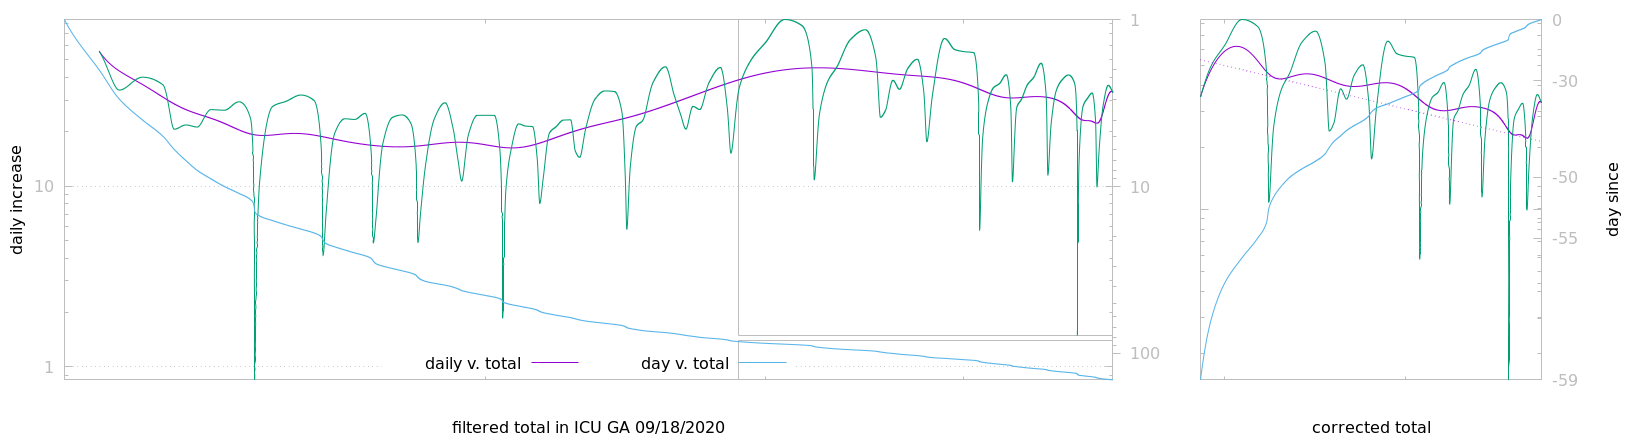 daily increase
10
1
daily v. total
day v. total
1
10
100
filtered total in ICU GA 09/18/2020
0
-30
-50
-55
-59
day since
corrected total